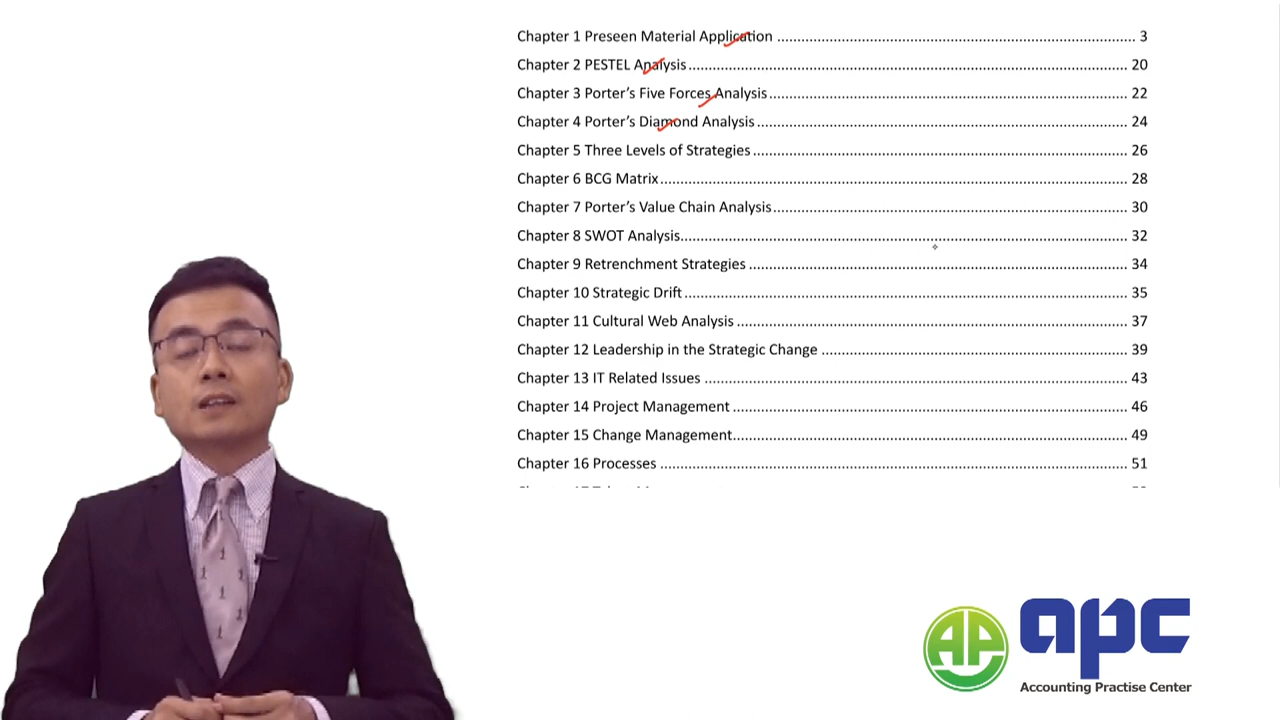 Chapter 1 Preseen Material Application ........ 3
Chapter 2 PESTEL Analysis ........ 20
Chapter 3 Porter’s Five Forces Analysis ........ 22
Chapter 4 Porter’s Diamond Analysis ........ 24
Chapter 5 Three Levels of Strategies ........ 26
Chapter 6 BCG Matrix ........ 28
Chapter 7 Porter’s Value Chain Analysis ........ 30
Chapter 8 SWOT Analysis ........ 32
Chapter 9 Retrenchment Strategies ........ 34
Chapter 10 Strategic Drift ........ 35
Chapter 11 Cultural Web Analysis ........ 37
Chapter 12 Leadership in the Strategic Change ........ 39
Chapter 13 IT Related Issues ........ 43
Chapter 14 Project Management ........ 46
Chapter 15 Change Management ........ 49
Chapter 16 Processes ........ 51
AP apc
Accounting Practise Center